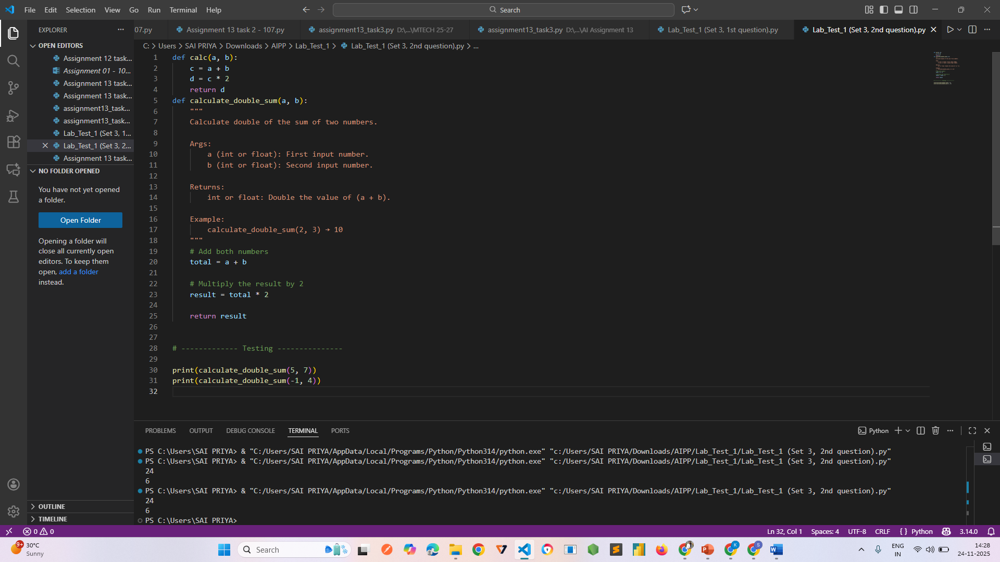 File Edit Selection View Go Run Terminal Help
Search
EXPLORER
07.py
Assignment 13 task 2 - 107.py
assignment13_task3.py D:\...\MTECH 25-27
assignment13_task3.py D:\...\AI Assignment 13
Lab_Test_1 (Set 3, 1st question).py
Lab_Test_1 (Set 3, 2nd question).py
OPEN EDITORS
Assignment 12 task...
Assignment 01 - 10...
Assignment 13 task...
Assignment 13 task...
assignment13_task...
assignment13_task...
Lab_Test_1 (Set 3, 1...
Lab_Test_1 (Set 3, 2...
Assignment 13 task...
NO FOLDER OPENED
You have not yet opened
a folder.
Open Folder
Opening a folder will
close all currently open
editors. To keep them
open, add a folder
instead.
OUTLINE
TIMELINE
C: > Users > SAI PRIYA > Downloads > AIPP > Lab_Test_1 > Lab_Test_1 (Set 3, 2nd question).py > ...
1 def calc(a, b):
2 c = a + b
3 d = c * 2
4 return d
5 def calculate_double_sum(a, b):
6 """
7 Calculate double of the sum of two numbers.
8
9 Args:
10 a (int or float): First input number.
11 b (int or float): Second input number.
12
13 Returns:
14 int or float: Double the value of (a + b).
15
16 Example:
17 calculate_double_sum(2, 3) → 10
18 """
19 # Add both numbers
20 total = a + b
21
22 # Multiply the result by 2
23 result = total * 2
24
25 return result
26
27
28 # ------------- Testing ---------------
29
30 print(calculate_double_sum(5, 7))
31 print(calculate_double_sum(-1, 4))
32
PROBLEMS OUTPUT DEBUG CONSOLE TERMINAL PORTS
Python
PS C:\Users\SAI PRIYA> & "C:/Users/SAI PRIYA/AppData/Local/Programs/Python/Python314/python.exe" "c:/Users/SAI PRIYA/Downloads/AIPP/Lab_Test_1/Lab_Test_1 (Set 3, 2nd question).py"
PS C:\Users\SAI PRIYA> & "C:/Users/SAI PRIYA/AppData/Local/Programs/Python/Python314/python.exe" "c:/Users/SAI PRIYA/Downloads/AIPP/Lab_Test_1/Lab_Test_1 (Set 3, 2nd question).py"
24
6
PS C:\Users\SAI PRIYA> & "C:/Users/SAI PRIYA/AppData/Local/Programs/Python/Python314/python.exe" "c:/Users/SAI PRIYA/Downloads/AIPP/Lab_Test_1/Lab_Test_1 (Set 3, 2nd question).py"
24
6
PS C:\Users\SAI PRIYA>
0 0
Ln 32, Col 1 Spaces: 4 UTF-8 CRLF { } Python 3.14.0
9+ 30°C
Sunny
Search
K
S
ENG
IN
14:28
24-11-2025